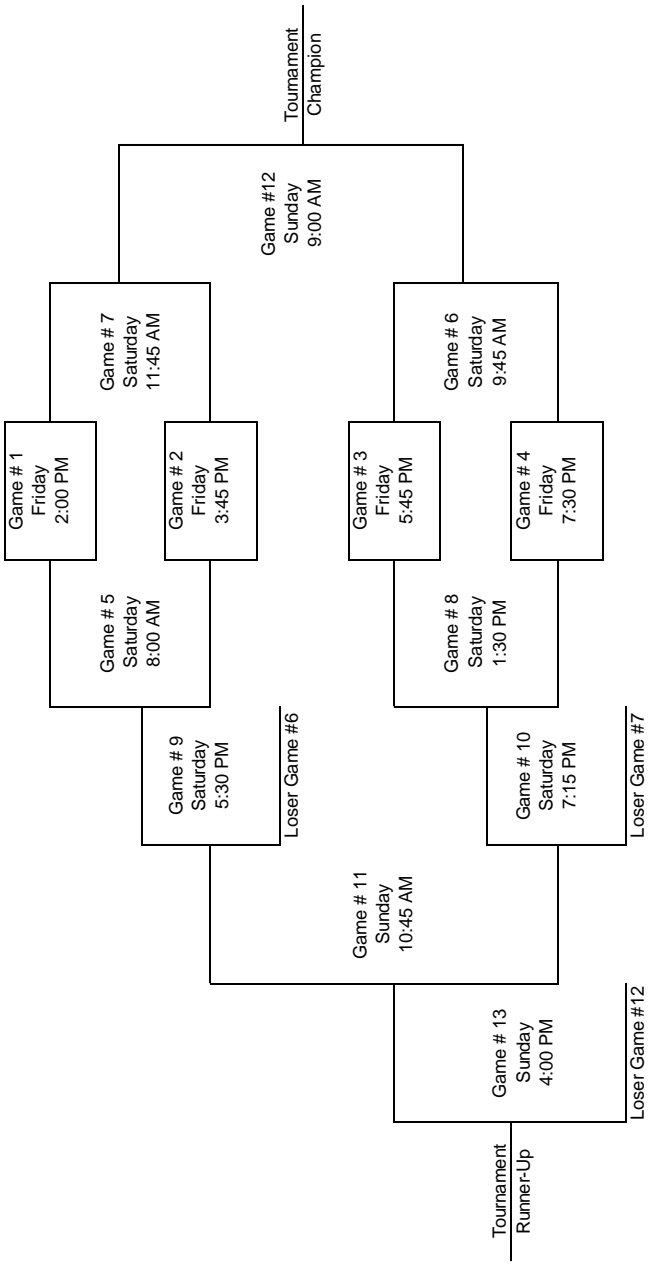 Game # 1
Friday
2:00 PM
Game # 5
Saturday
8:00 AM
Game # 7
Saturday
11:45 AM
Game # 9
Saturday
5:30 PM
Game # 2
Friday
3:45 PM
Loser Game #6
Game #12
Sunday
9:00 AM
Tournament
Champion
Game # 11
Sunday
10:45 AM
Game # 3
Friday
5:45 PM
Game # 8
Saturday
1:30 PM
Game # 6
Saturday
9:45 AM
Tournament
Runner-Up
Game # 13
Sunday
4:00 PM
Game # 10
Saturday
7:15 PM
Game # 4
Friday
7:30 PM
Loser Game #12
Loser Game #7